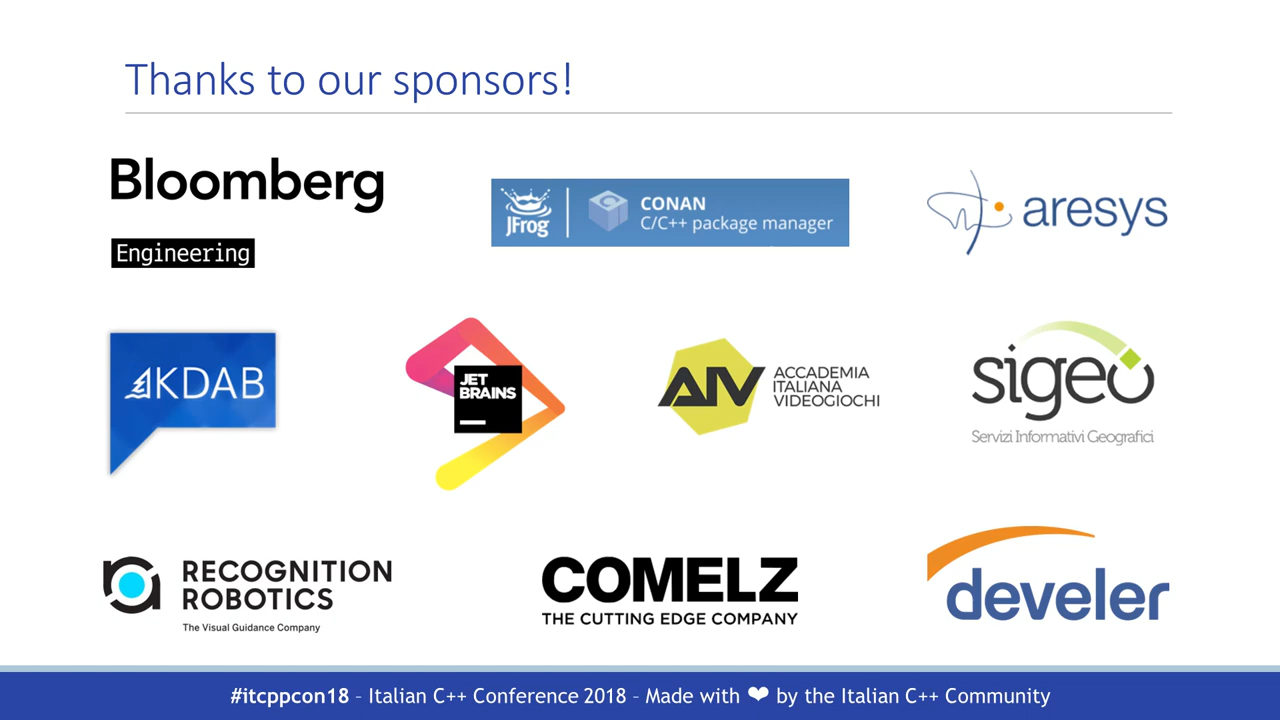 Thanks to our sponsors!
Bloomberg
Engineering
JFrog
CONAN
C/C++ package manager
aresys
KDAB
JET
BRAINS
AIV
ACCADEMIA
ITALIANA
VIDEOGIOCHI
sigeo
Servizi Informativi Geografici
RECOGNITION
ROBOTICS
The Visual Guidance Company
COMELZ
THE CUTTING EDGE COMPANY
develer
#itcppcon18 – Italian C++ Conference 2018 – Made with ❤ by the Italian C++ Community